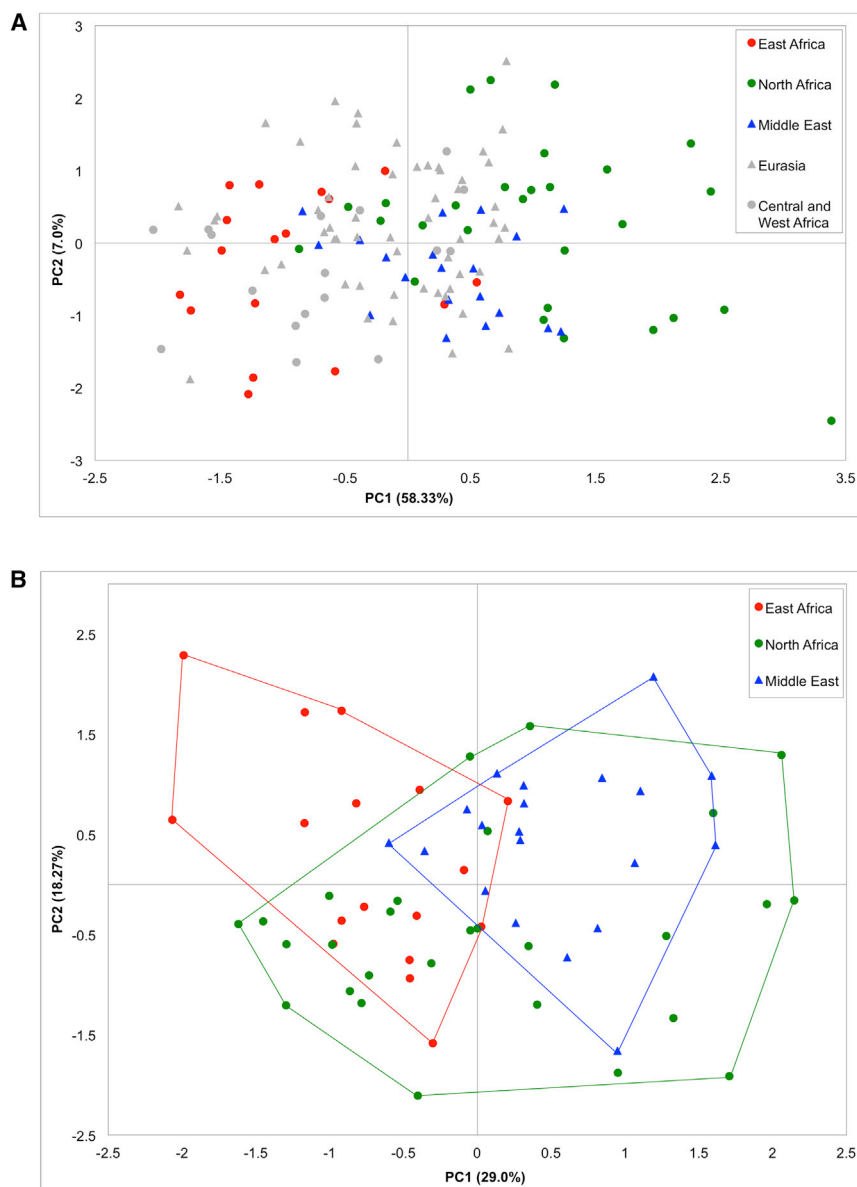 A
3
2
1
0
-1
-2
-3
-2.5
-1.5
-0.5
0.5
1.5
2.5
3.5
PC2 (7.0%)
PC1 (58.33%)
East Africa
North Africa
Middle East
Eurasia
Central and
West Africa
B
2.5
1.5
0.5
-0.5
-1.5
-2.5
-2.5
-2
-1.5
-1
-0.5
0
0.5
1
1.5
2
2.5
PC2 (18.27%)
PC1 (29.0%)
East Africa
North Africa
Middle East